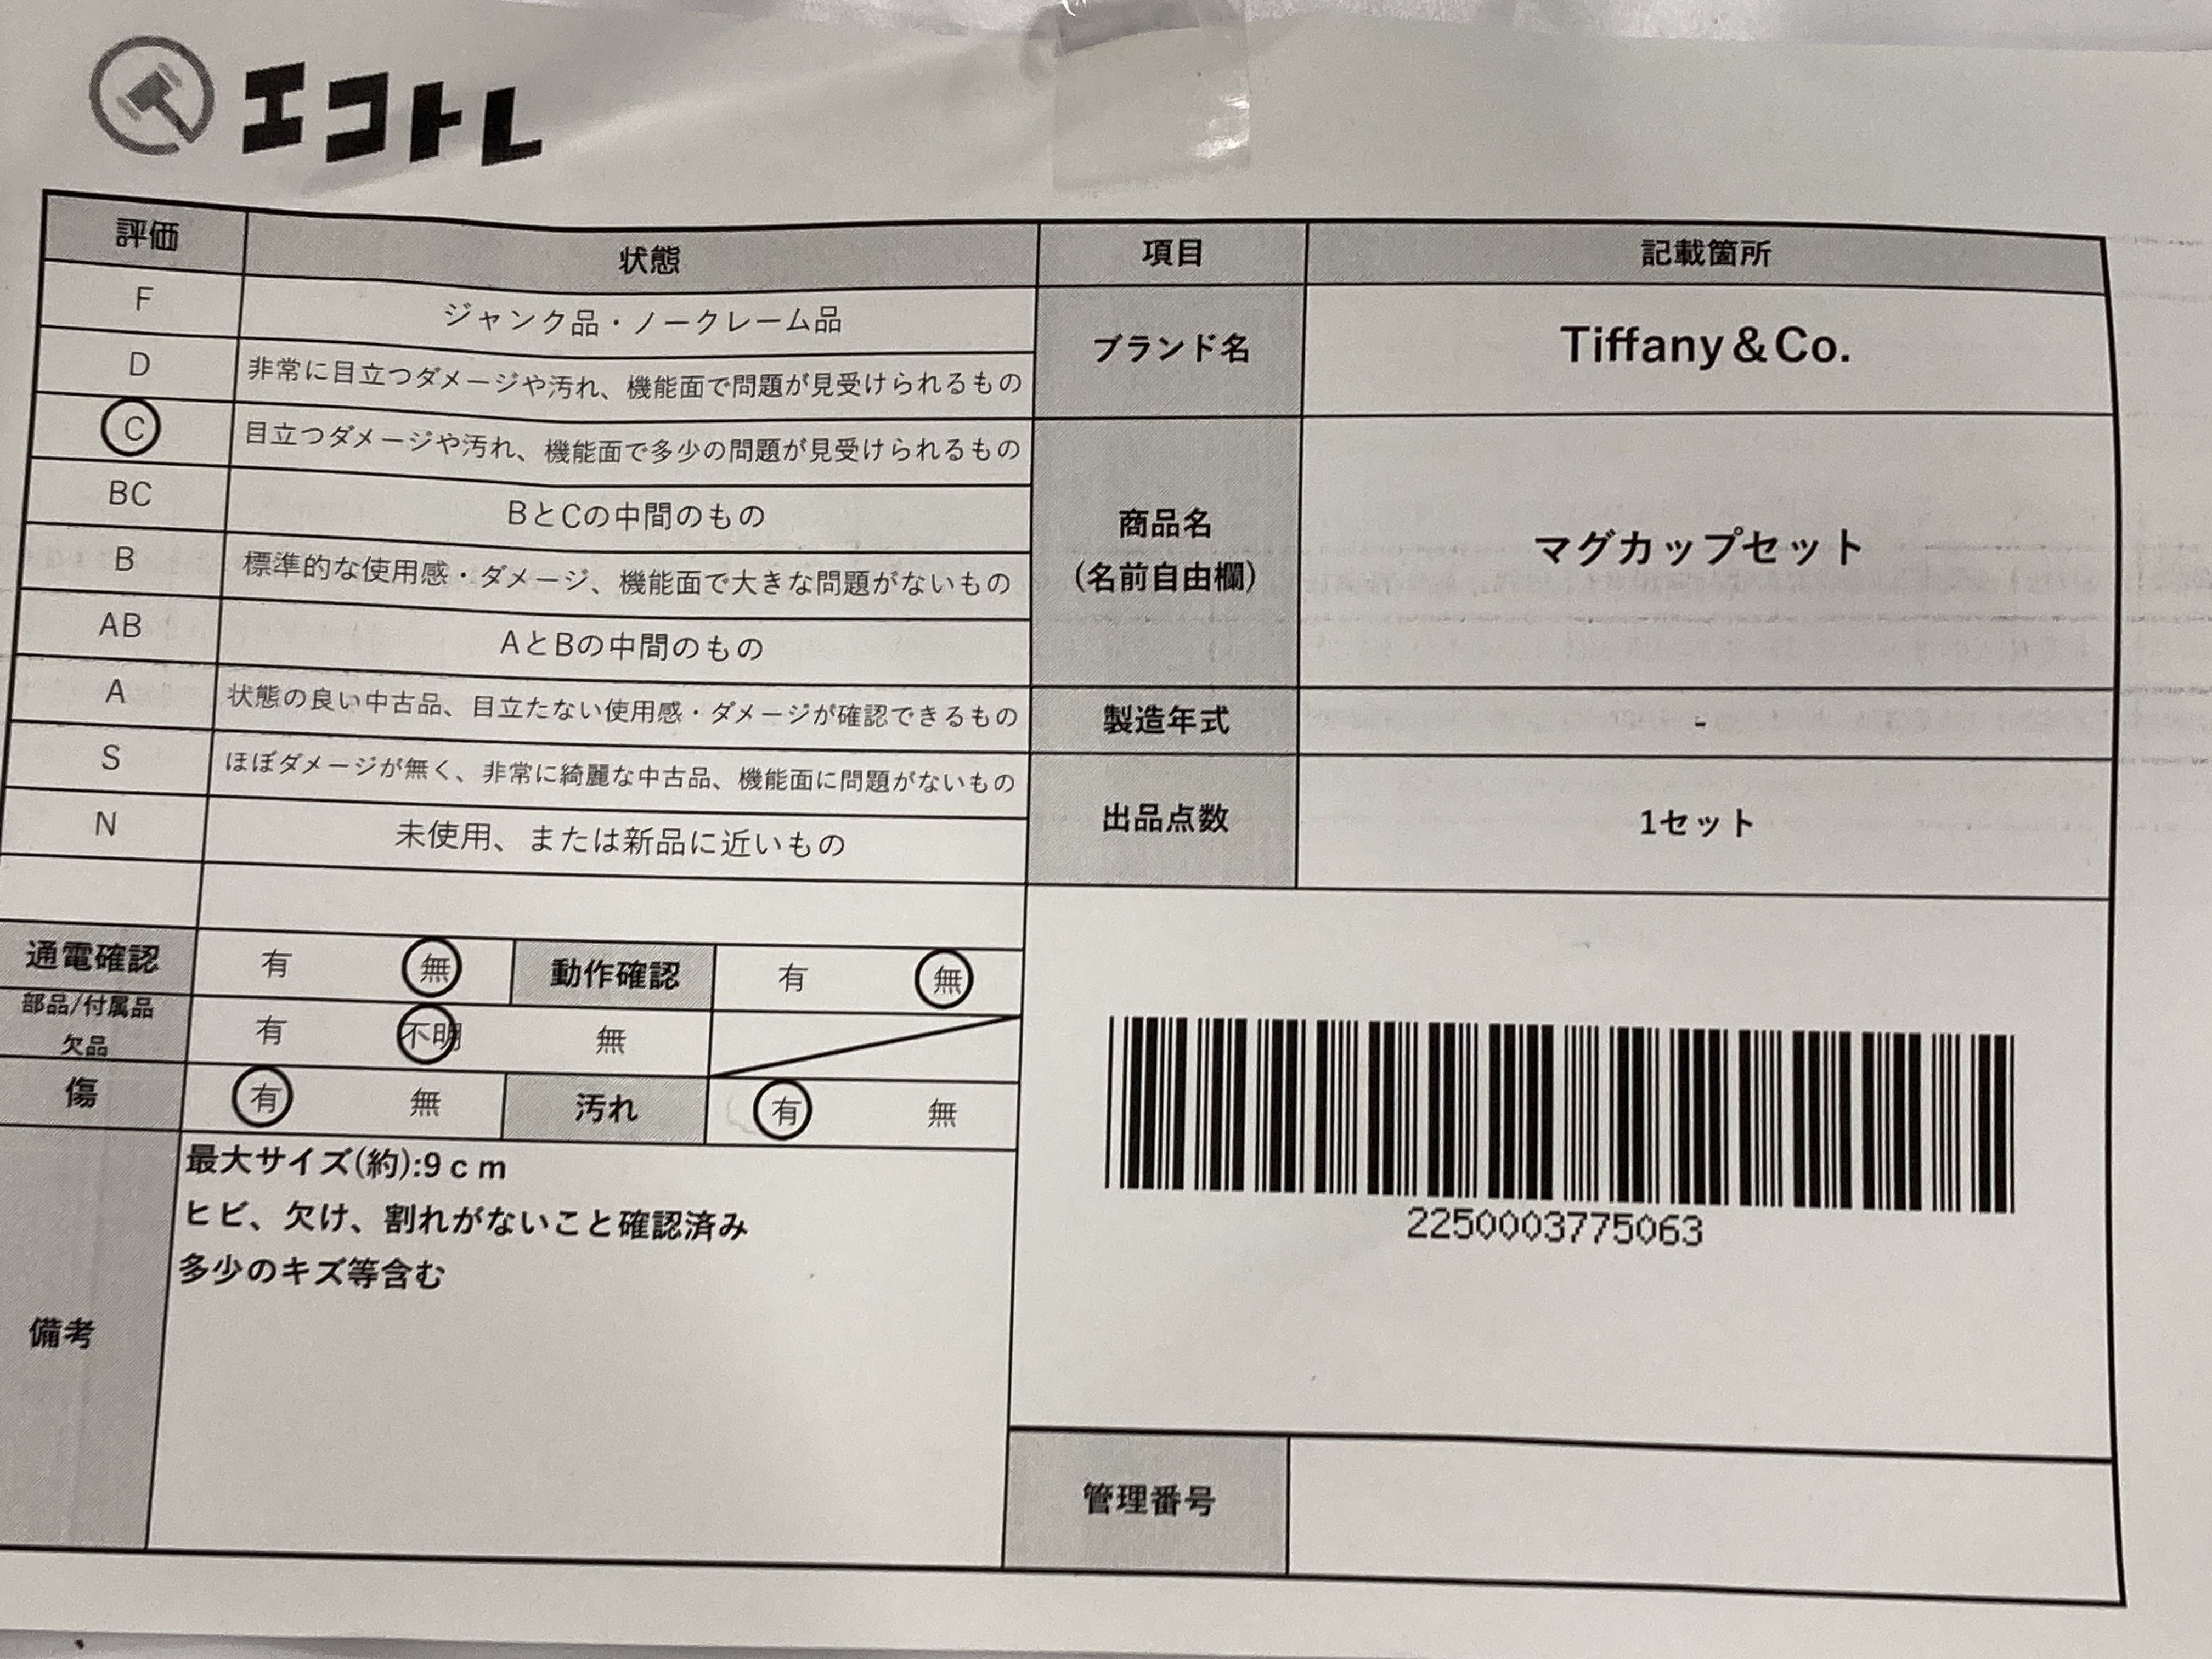 エコトレ
評価 状態 項目 記載箇所
F ジャンク品・ノークレーム品
D 非常に目立つダメージや汚れ、機能面で問題が見受けられるもの
ブランド名 Tiffany&Co.
C 目立つダメージや汚れ、機能面で多少の問題が見受けられるもの
BC BとCの中間のもの
B 標準的な使用感・ダメージ、機能面で大きな問題がないもの
商品名
(名前自由欄)
マグカップセット
AB AとBの中間のもの
A 状態の良い中古品、目立たない使用感・ダメージが確認できるもの
製造年式 -
S ほぼダメージが無く、非常に綺麗な中古品、機能面に問題がないもの
N 未使用、または新品に近いもの
出品点数 1セット
通電確認 有 無 動作確認 有 無
部品/付属品
欠品
有 不明 無
傷 有 無 汚れ 有 無
備考
最大サイズ(約):9cm
ヒビ、欠け、割れがないこと確認済み
多少のキズ等含む
2250003775063
管理番号